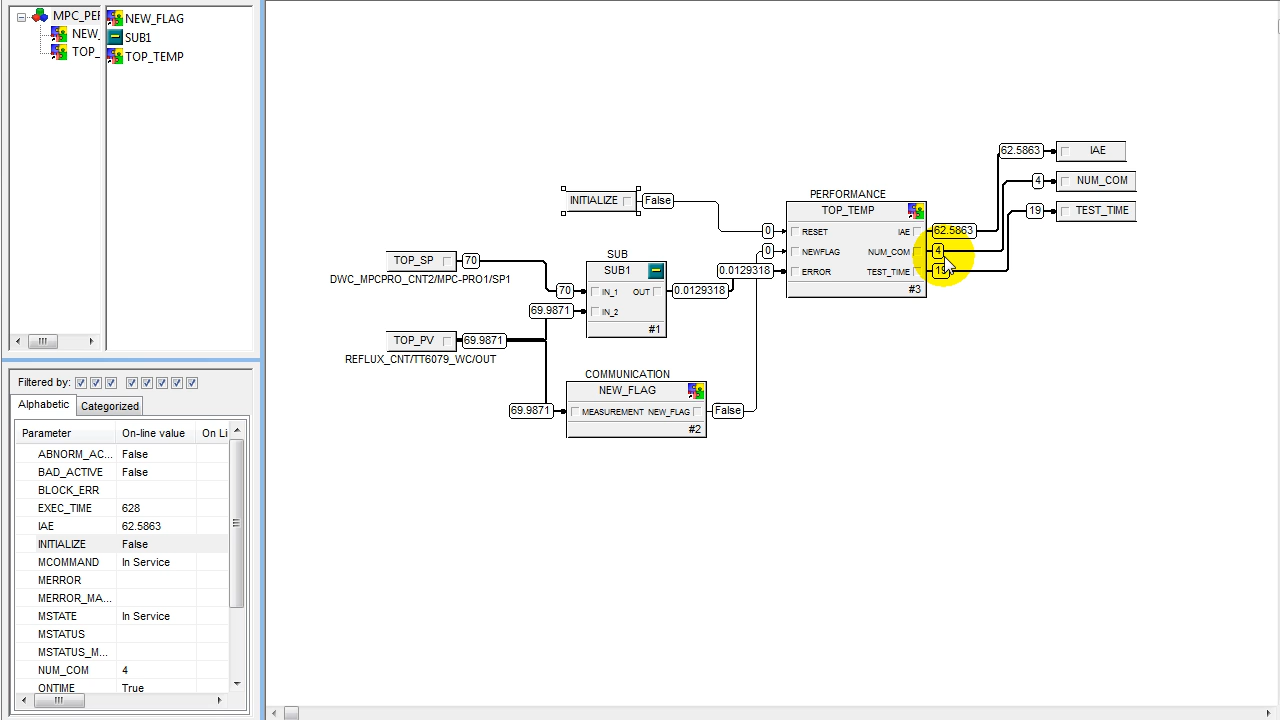 MPC_PEI
NEW_
TOP_
NEW_FLAG
SUB1
TOP_TEMP
Filtered by:
Alphabetic
Categorized
Parameter On-line value On Li
ABNORM_AC... False
BAD_ACTIVE False
BLOCK_ERR
EXEC_TIME 628
IAE 62.5863
INITIALIZE False
MCOMMAND In Service
MERROR
MERROR_MA...
MSTATE In Service
MSTATUS
MSTATUS_M...
NUM_COM 4
ONTIME True
INITIALIZE False
TOP_SP 70
DWC_MPCPRO_CNT2/MPC-PRO1/SP1
TOP_PV 69.9871
REFLUX_CNT/TT6079_WC/OUT
SUB
SUB1
70 IN_1 OUT 0.0129318
69.9871 IN_2
#1
COMMUNICATION
NEW_FLAG
69.9871 MEASUREMENT NEW_FLAG False
#2
PERFORMANCE
TOP_TEMP
0 RESET IAE 62.5863
0 NEWFLAG NUM_COM 4
0.0129318 ERROR TEST_TIME 19
#3
62.5863 IAE
4 NUM_COM
19 TEST_TIME